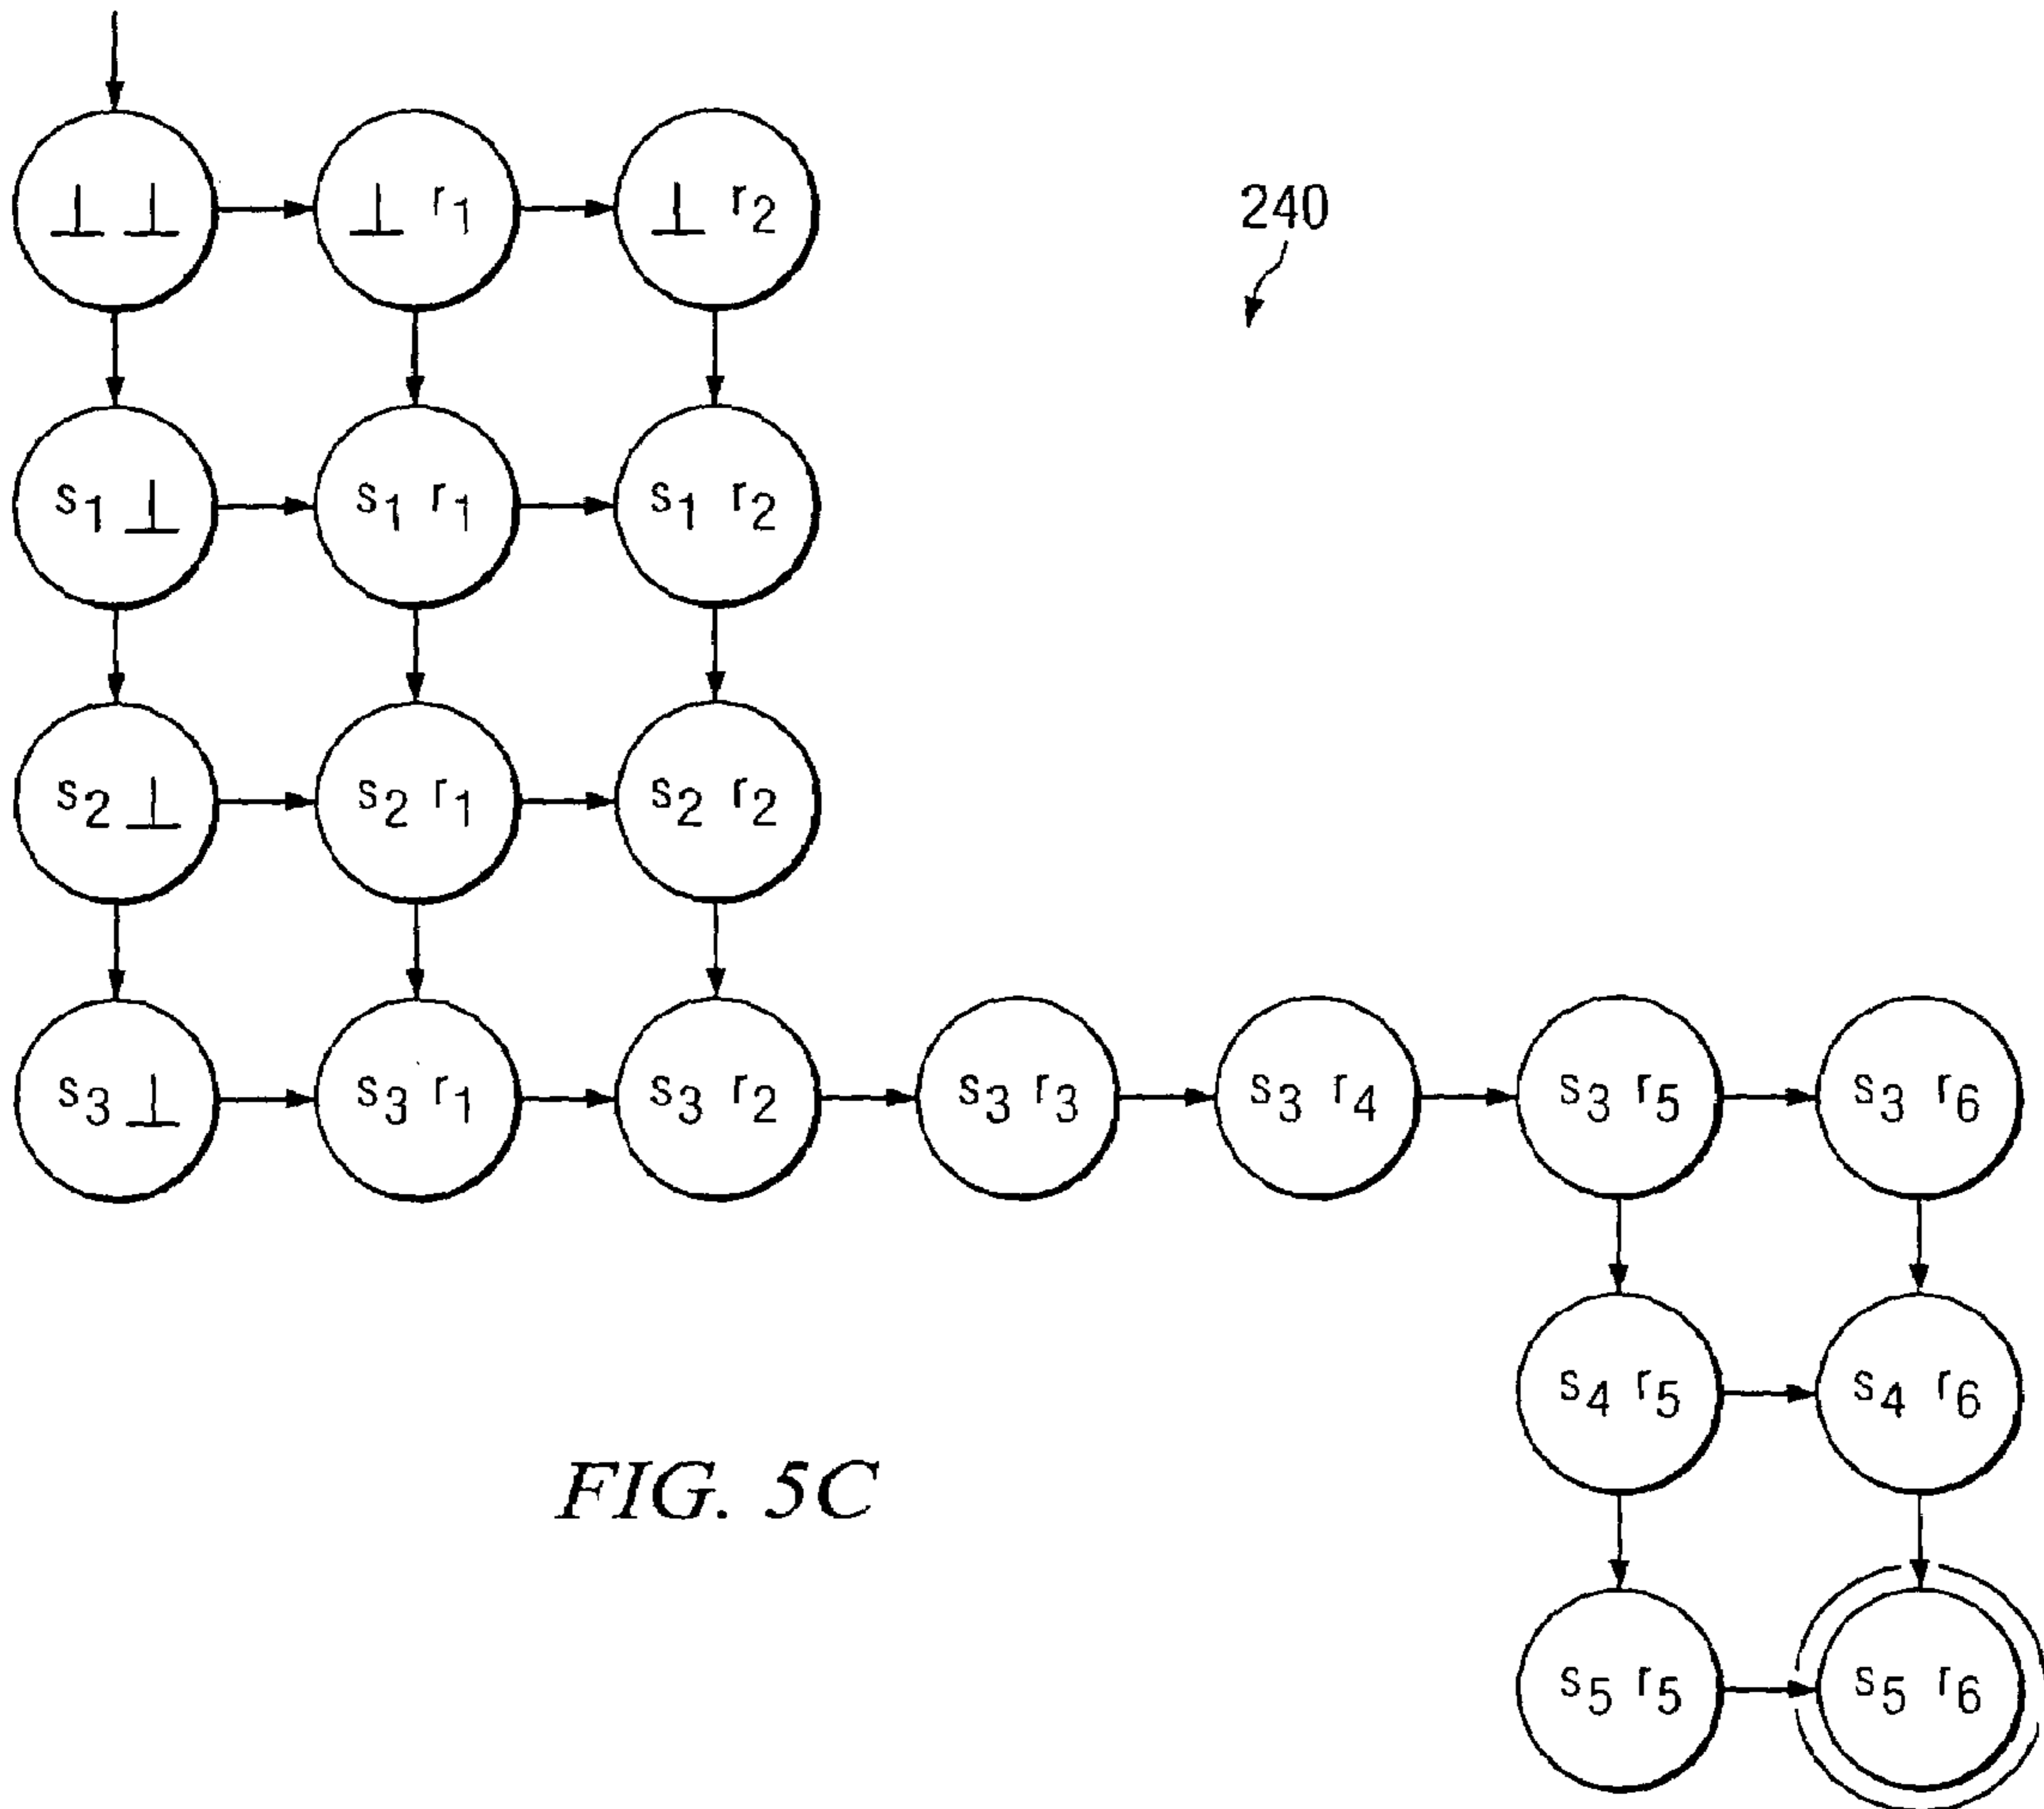 ⊥ ⊥
⊥ r₁
⊥ r₂
240
s₁ ⊥
s₁ r₁
s₁ r₂
s₂ ⊥
s₂ r₁
s₂ r₂
s₃ ⊥
s₃ r₁
s₃ r₂
s₃ r₃
s₃ r₄
s₃ r₅
s₃ r₆
s₄ r₅
s₄ r₆
FIG. 5C
s₅ r₅
s₅ r₆